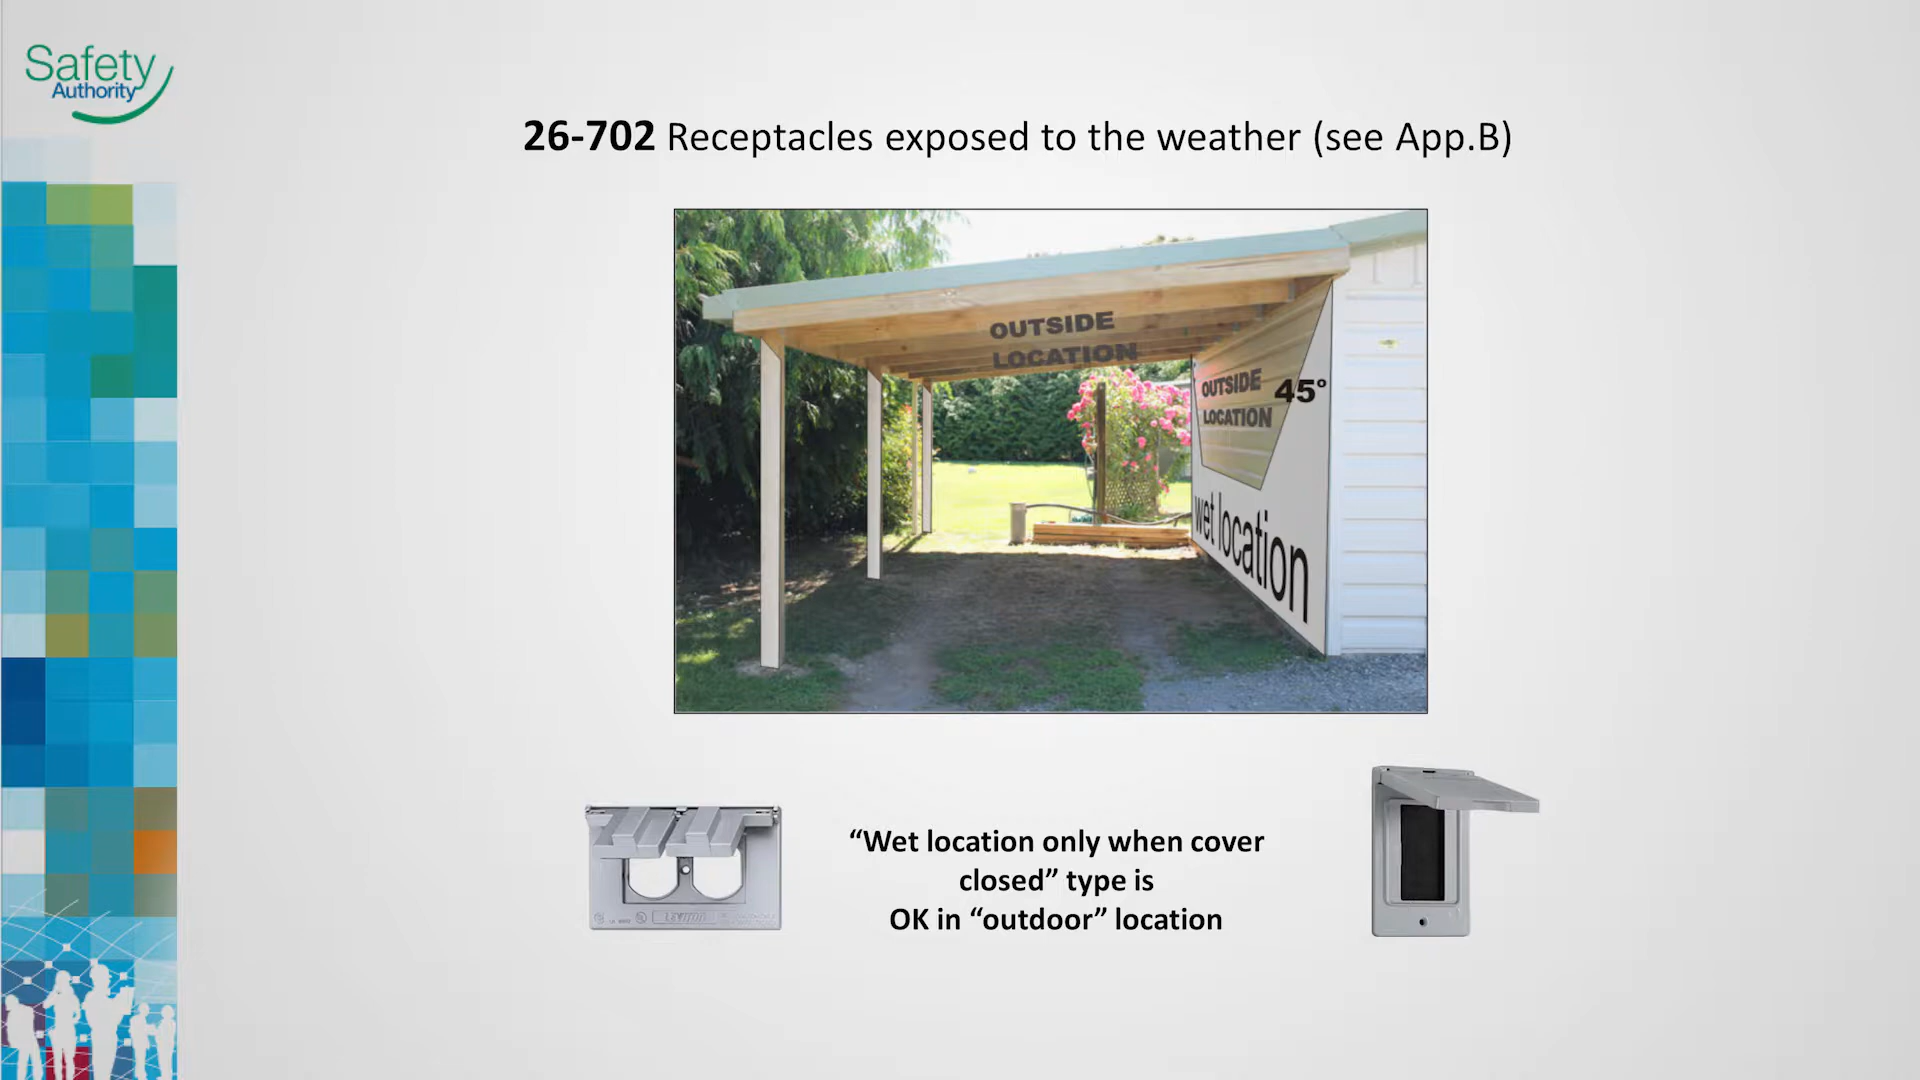 Safety
Authority
26-702 Receptacles exposed to the weather (see App.B)
OUTSIDE
LOCATION
OUTSIDE
LOCATION
45°
wet location
“Wet location only when cover
closed” type is
OK in “outdoor” location
LEVITON